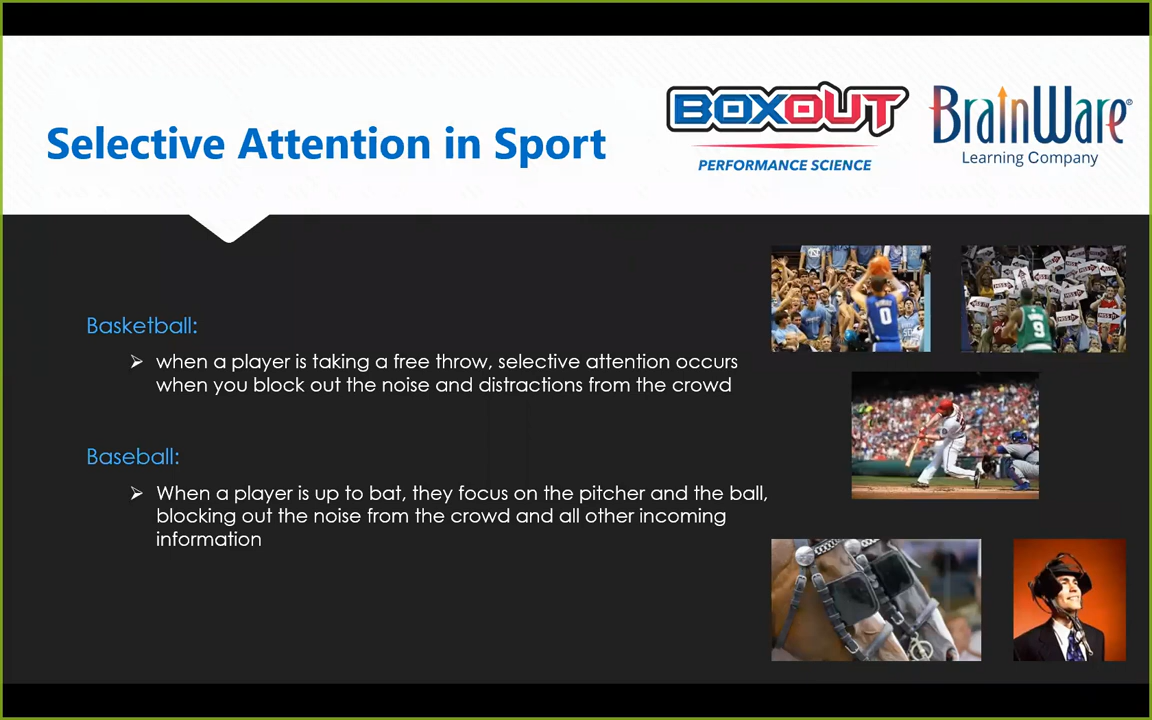 Selective Attention in Sport
BOXOUT
PERFORMANCE SCIENCE
BrainWare®
Learning Company
Basketball:
➢ when a player is taking a free throw, selective attention occurs
when you block out the noise and distractions from the crowd
Baseball:
➢ When a player is up to bat, they focus on the pitcher and the ball,
blocking out the noise from the crowd and all other incoming
information
0
9